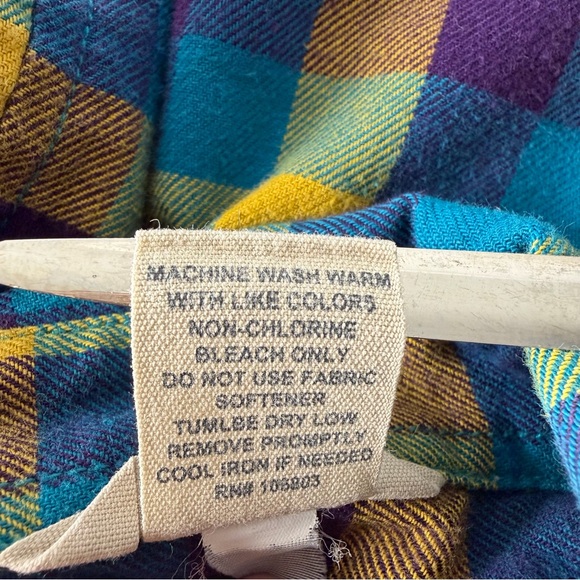 MACHINE WASH WARM
WITH LIKE COLORS
NON-CHLORINE
BLEACH ONLY
DO NOT USE FABRIC
SOFTENER
TUMLBE DRY LOW
REMOVE PROMPTLY
COOL IRON IF NEEDED
RN# 105803